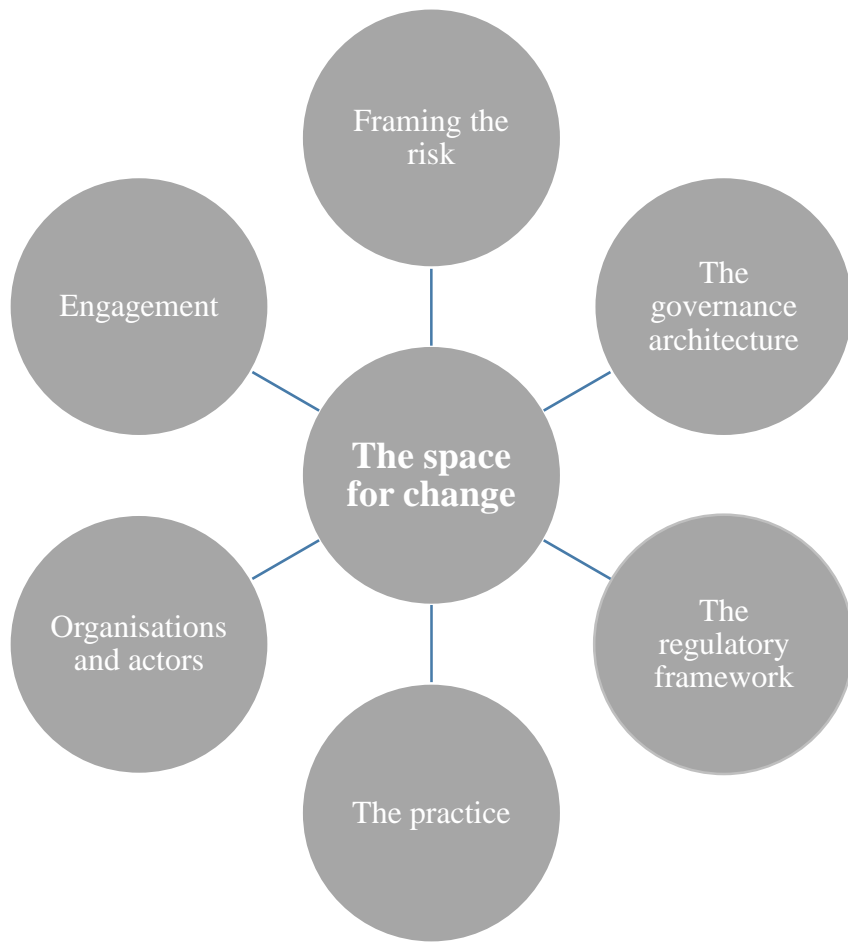 Framing the
risk
The
governance
architecture
The
regulatory
framework
The practice
Organisations
and actors
Engagement
The space
for change